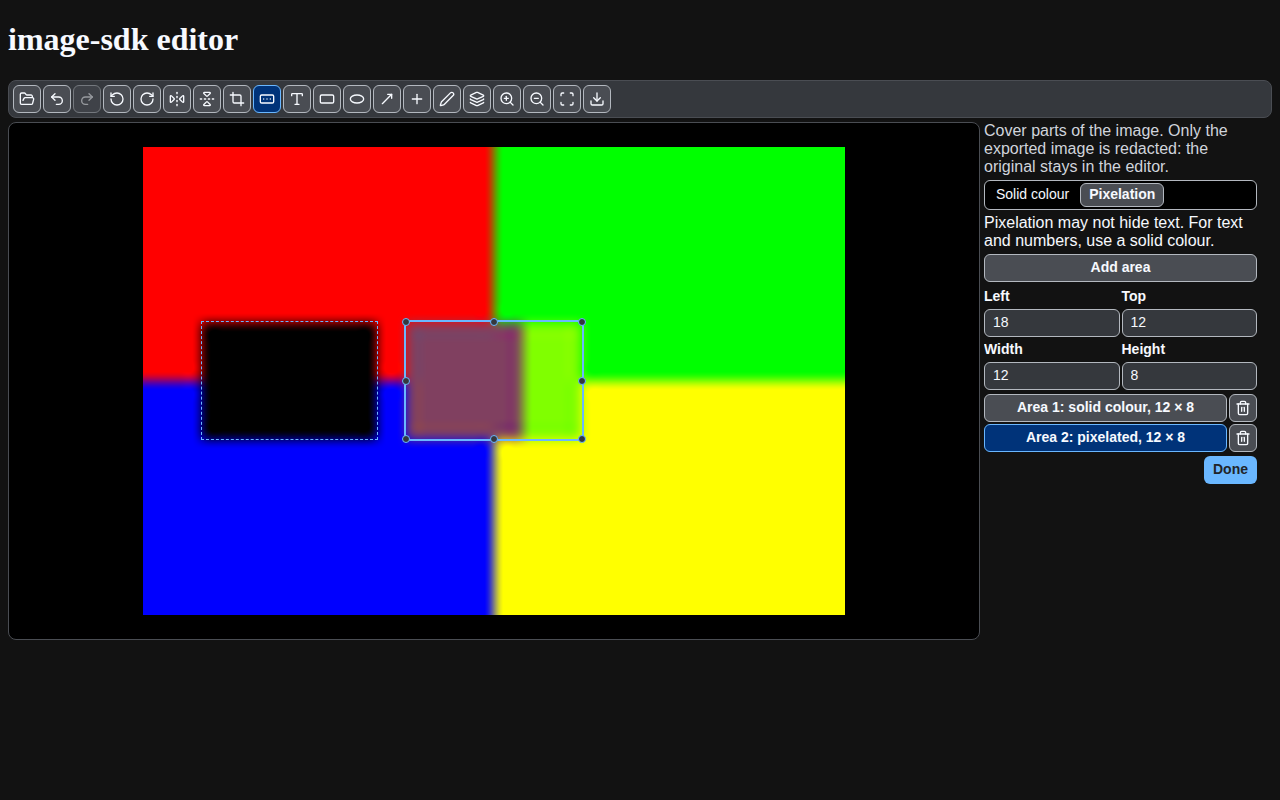 image-sdk editor
Cover parts of the image. Only the
exported image is redacted: the
original stays in the editor.
Solid colour Pixelation
Pixelation may not hide text. For text
and numbers, use a solid colour.
Add area
Left Top
18 12
Width Height
12 8
Area 1: solid colour, 12 × 8
Area 2: pixelated, 12 × 8
Done